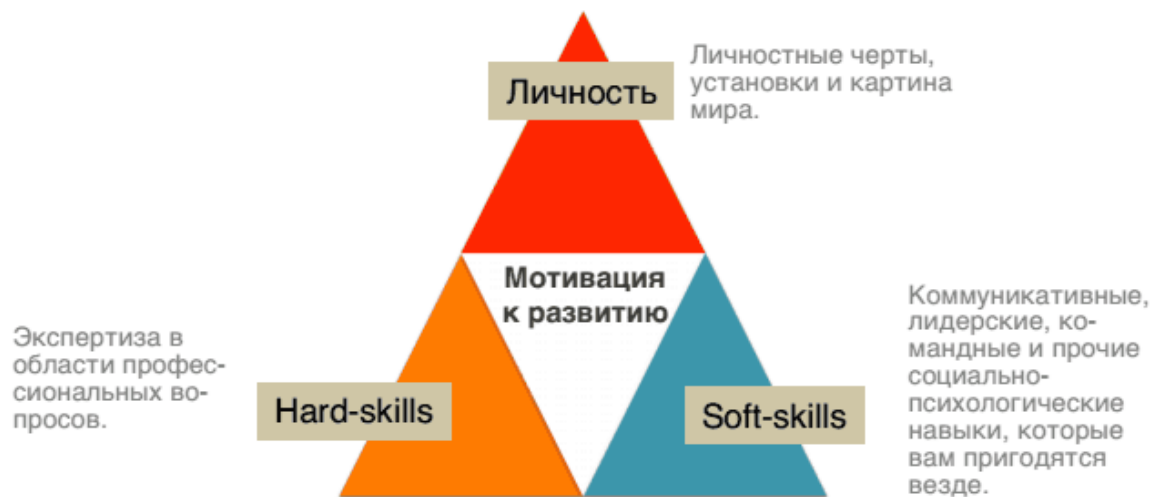 Личность
Личностные черты,
установки и картина
мира.
Мотивация
к развитию
Экспертиза в
области профес-
сиональных во-
просов.
Hard-skills
Soft-skills
Коммуникативные,
лидерские, ко-
мандные и прочие
социально-
психологические
навыки, которые
вам пригодятся
везде.